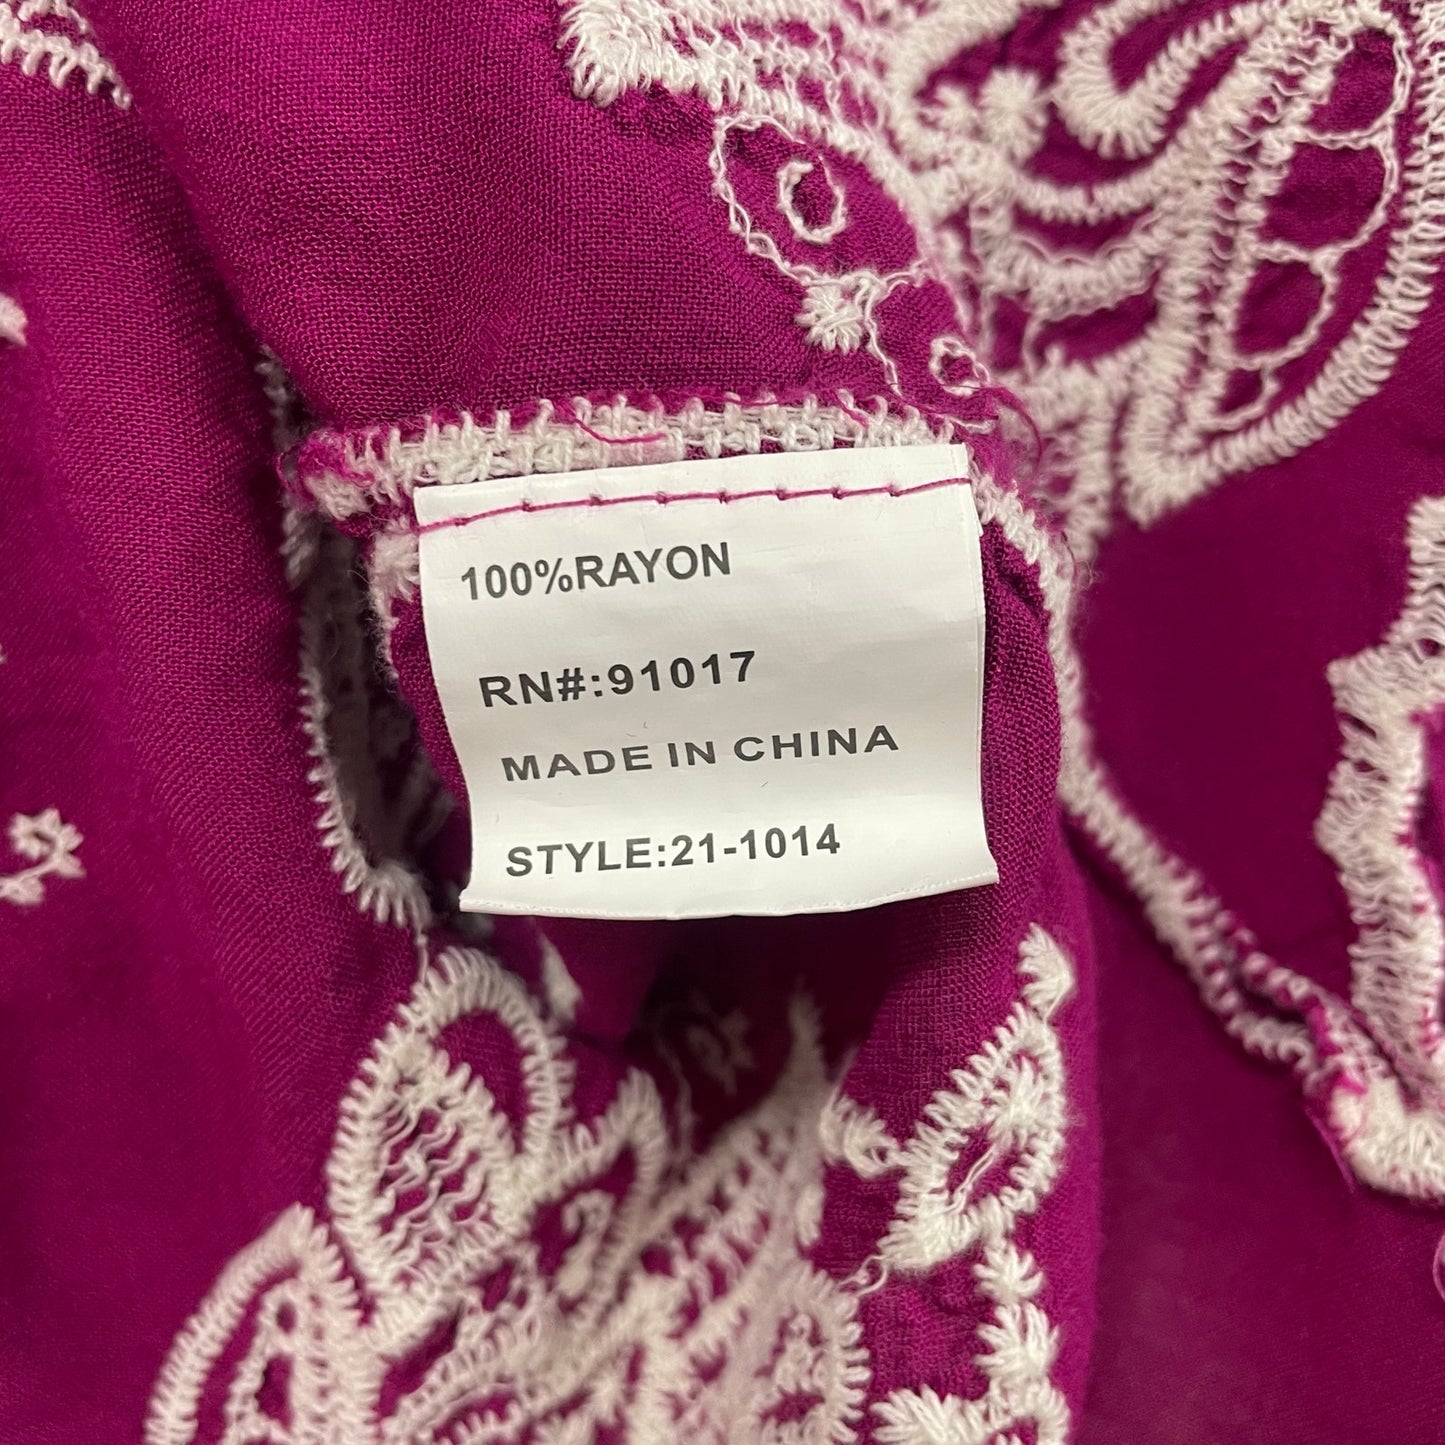 100%RAYON
RN#:91017
MADE IN CHINA
STYLE:21-1014